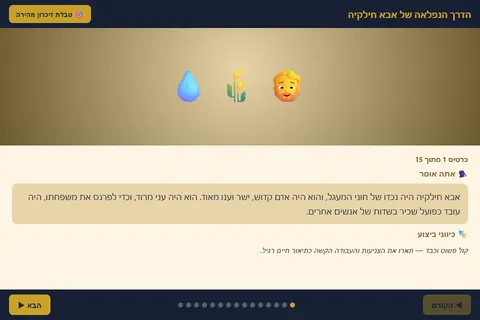 הדרך הנפלאה של אבא חילקיה
טבלת זיכרון מהירה
כרטיס 1 מתוך 15
אתה אומר
אבא חילקיה היה נכדו של חוני המעגל, והוא היה אדם קדוש, ישר וענו מאוד. הוא היה עני מרוד, וכדי לפרנס את משפחתו, היה
עובד כפועל שכיר בשדות של אנשים אחרים.
כיווני ביצוע
קול פשוט וכבד — תארו את הצניעות והעבודה הקשה כתיאור חיים רגיל.
◀ הקודם
הבא ▶